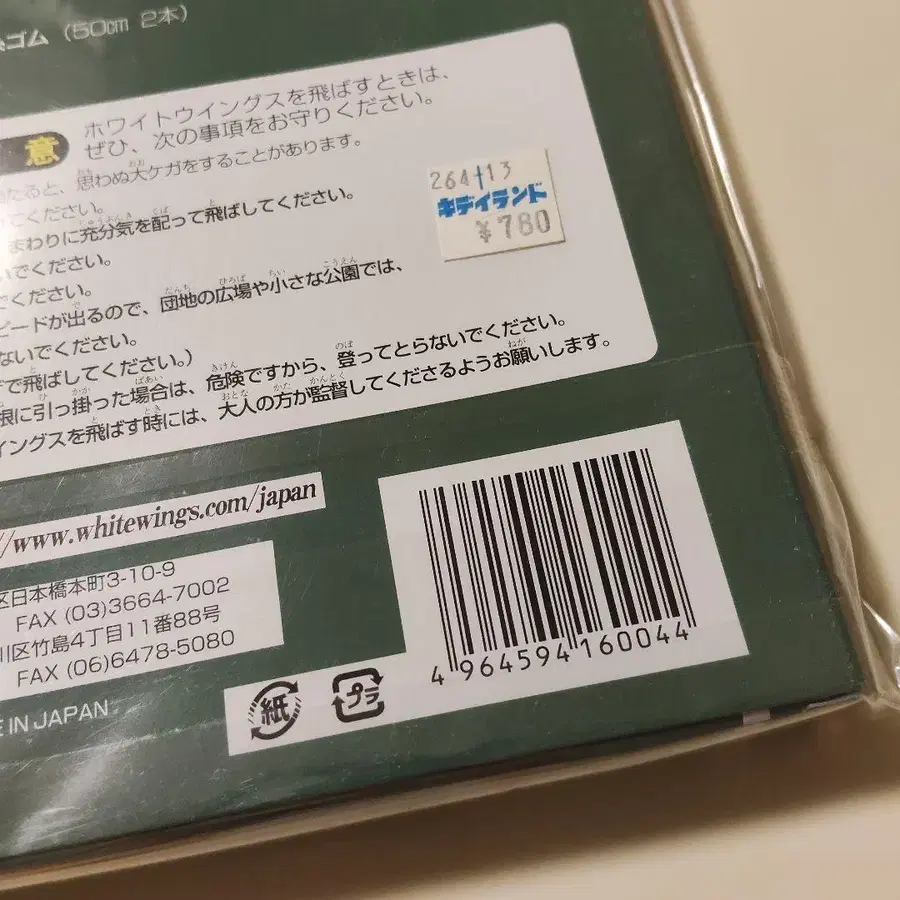 ゴム（50cm 2本）
意
ホワイトウイングスを飛ばすときは、
ぜひ、次の事項をお守りください。
たると、思わぬ大ケガをすることがあります。
てください。
まわりに充分気を配って飛ばしてください。
いでください。
でください。
ピードが出るので、団地の広場や小さな公園では、
ないでください。
で飛ばしてください。）
根に引っ掛った場合は、危険ですから、登ってとらないでください。
イングスを飛ばす時には、大人の方が監督してくださるようお願いします。
264†13
キデイランド
¥780
//www.whitewings.com/japan
区日本橋本町3-10-9
FAX (03)3664-7002
川区竹島4丁目11番88号
FAX (06)6478-5080
E IN JAPAN
4 964594 160044
紙
プラ